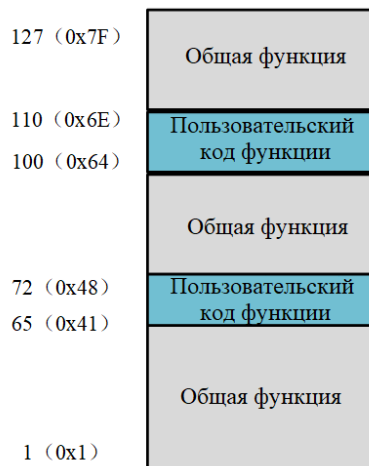 127（0x7F）
Общая функция
110（0x6E）
Пользовательский
код функции
100（0x64）
Общая функция
72（0x48）
Пользовательский
код функции
65（0x41）
Общая функция
1（0x1）